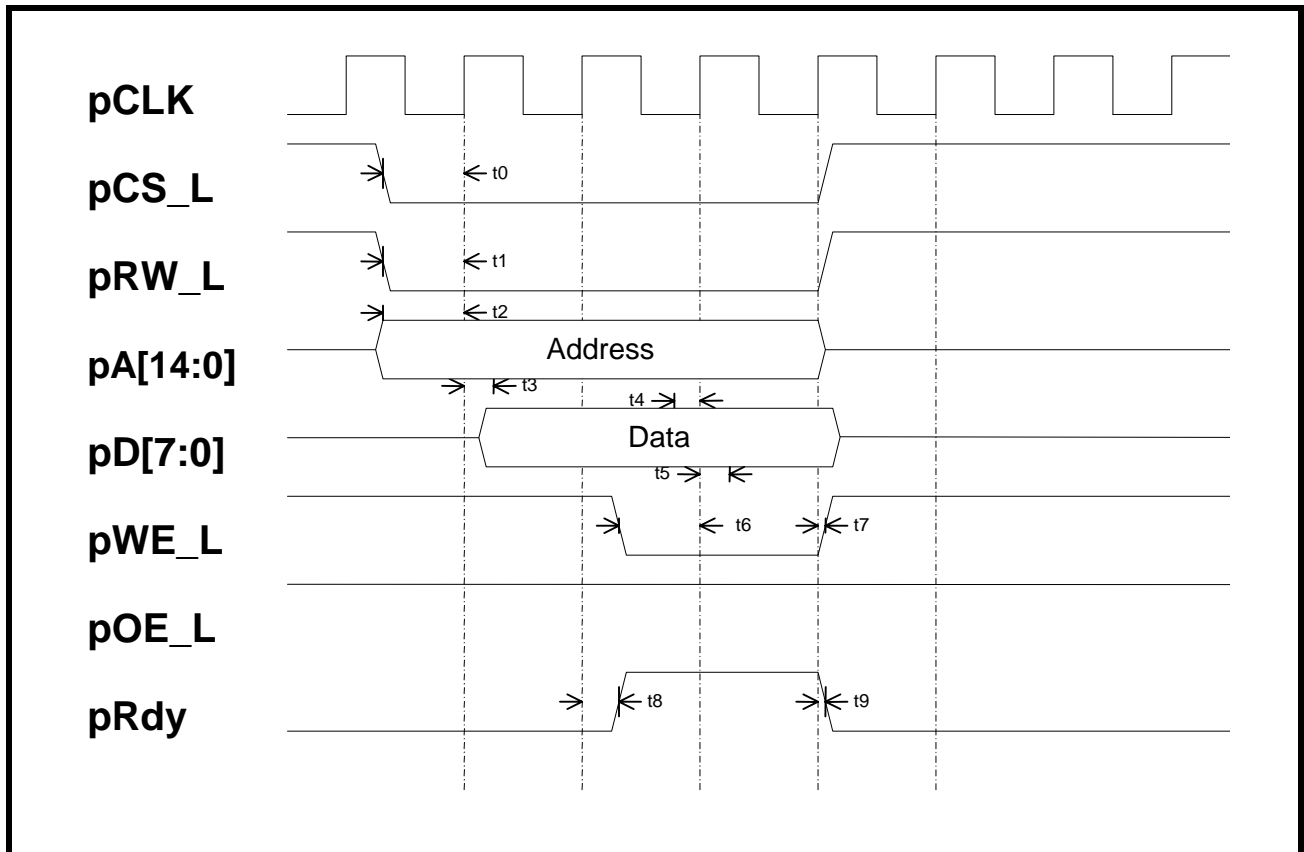 pCLK
pCS_L
t0
pRW_L
t1
t2
pA[14:0]
Address
t3
t4
pD[7:0]
Data
t5
pWE_L
t6
t7
pOE_L
pRdy
t8
t9